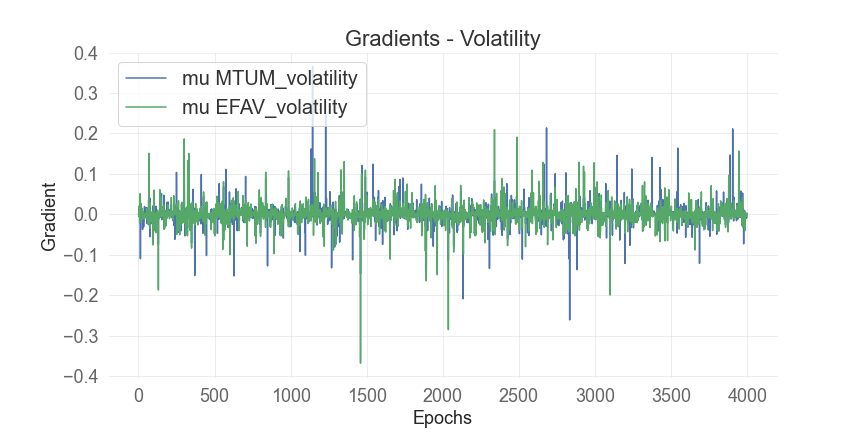 Gradients - Volatility
0.4
0.3
0.2
0.1
0.0
−0.1
−0.2
−0.3
−0.4
Gradient
mu MTUM_volatility
mu EFAV_volatility
0 500 1000 1500 2000 2500 3000 3500 4000
Epochs